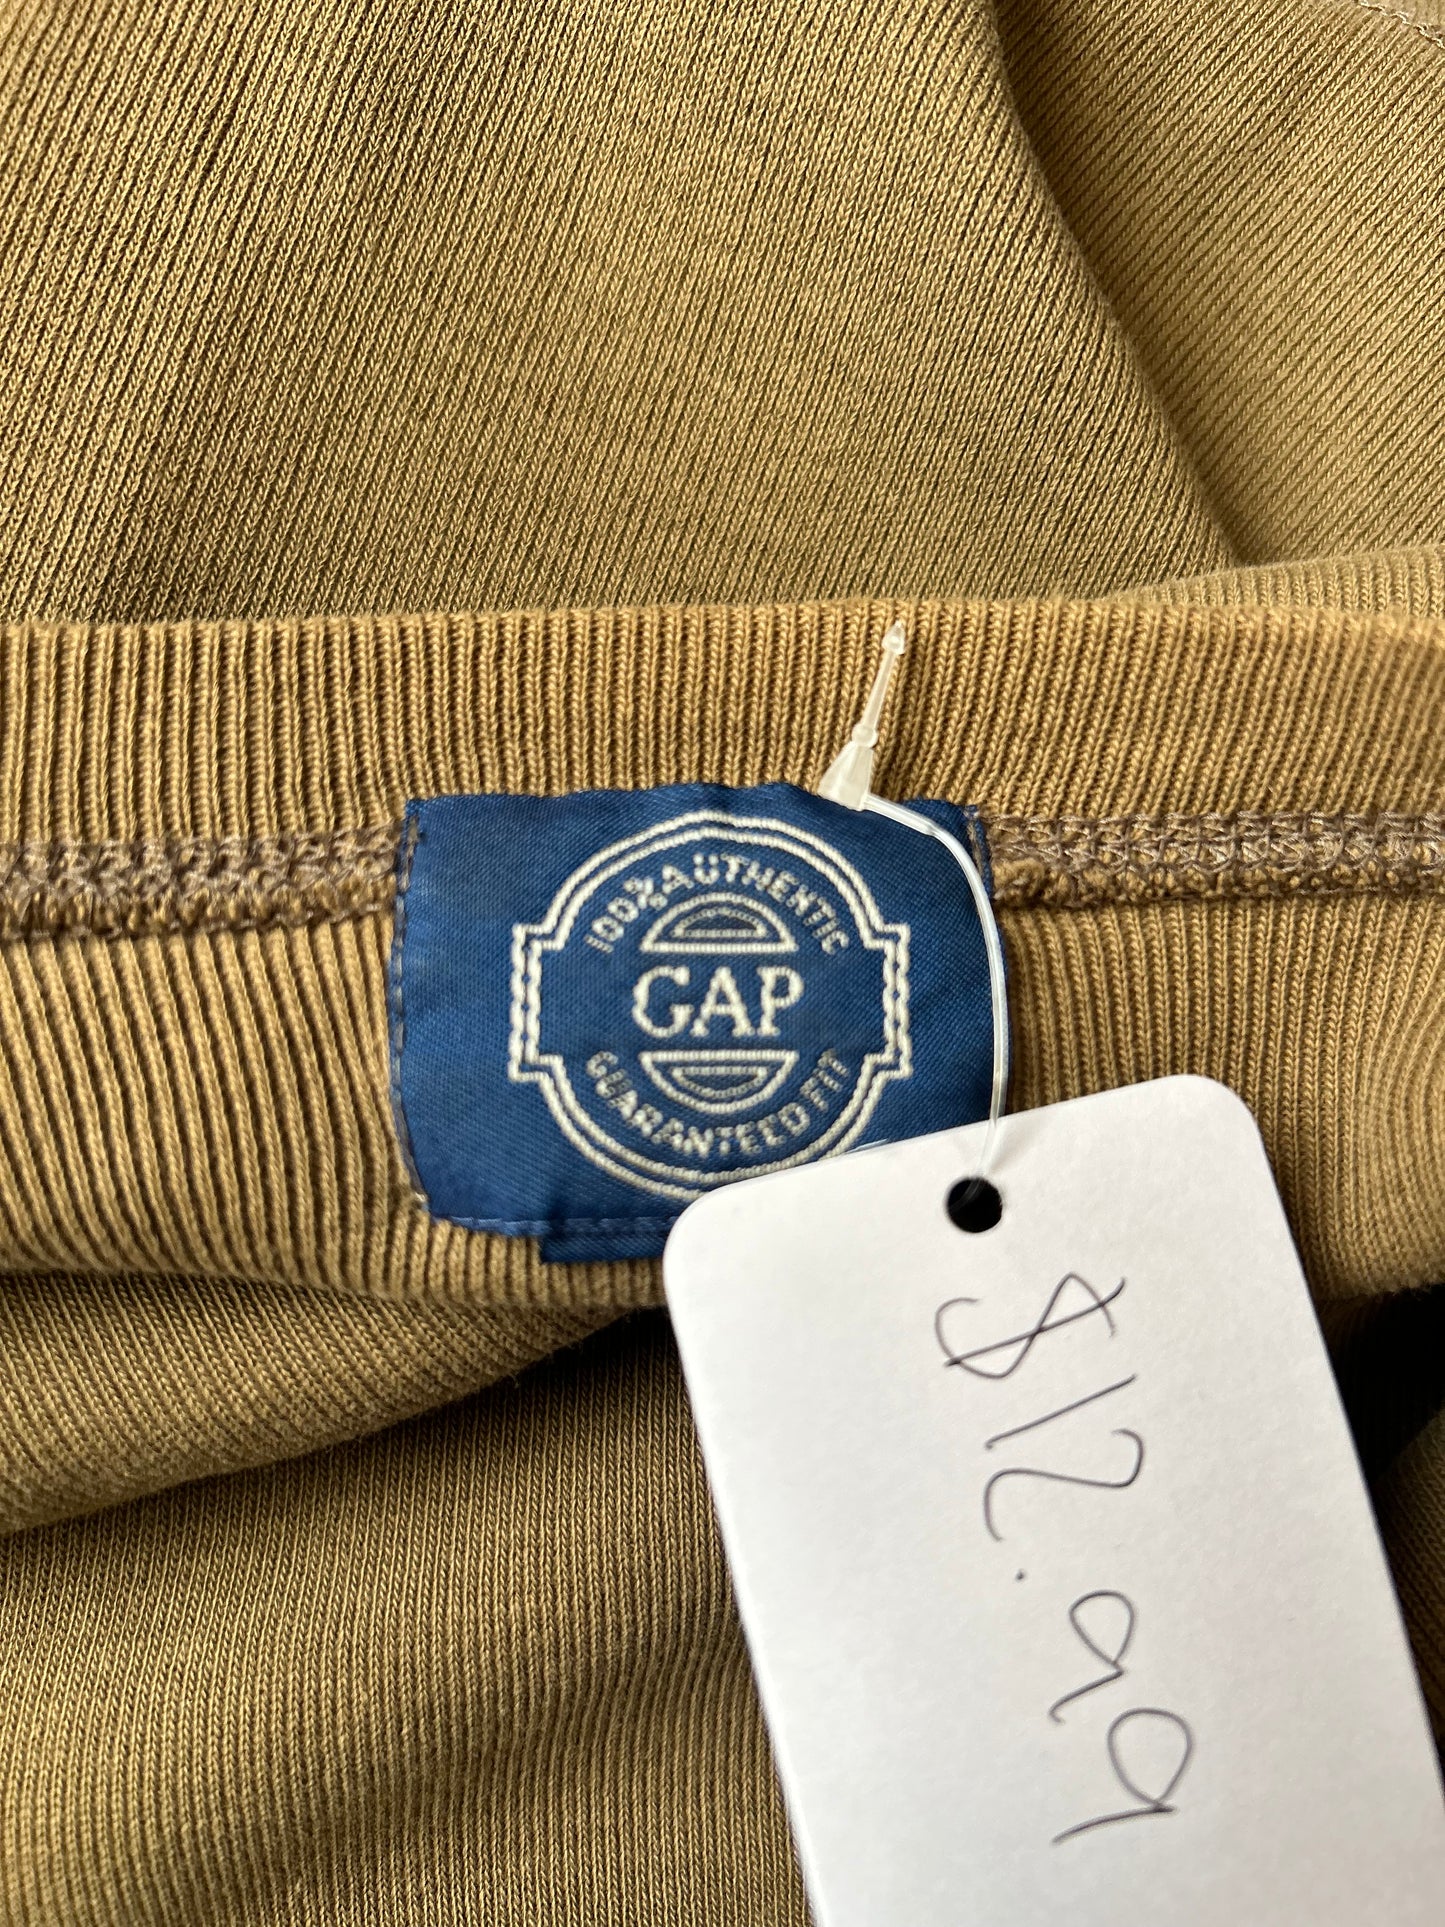 100% AUTHENTIC
GAP
GUARANTEED FIT
$12.99